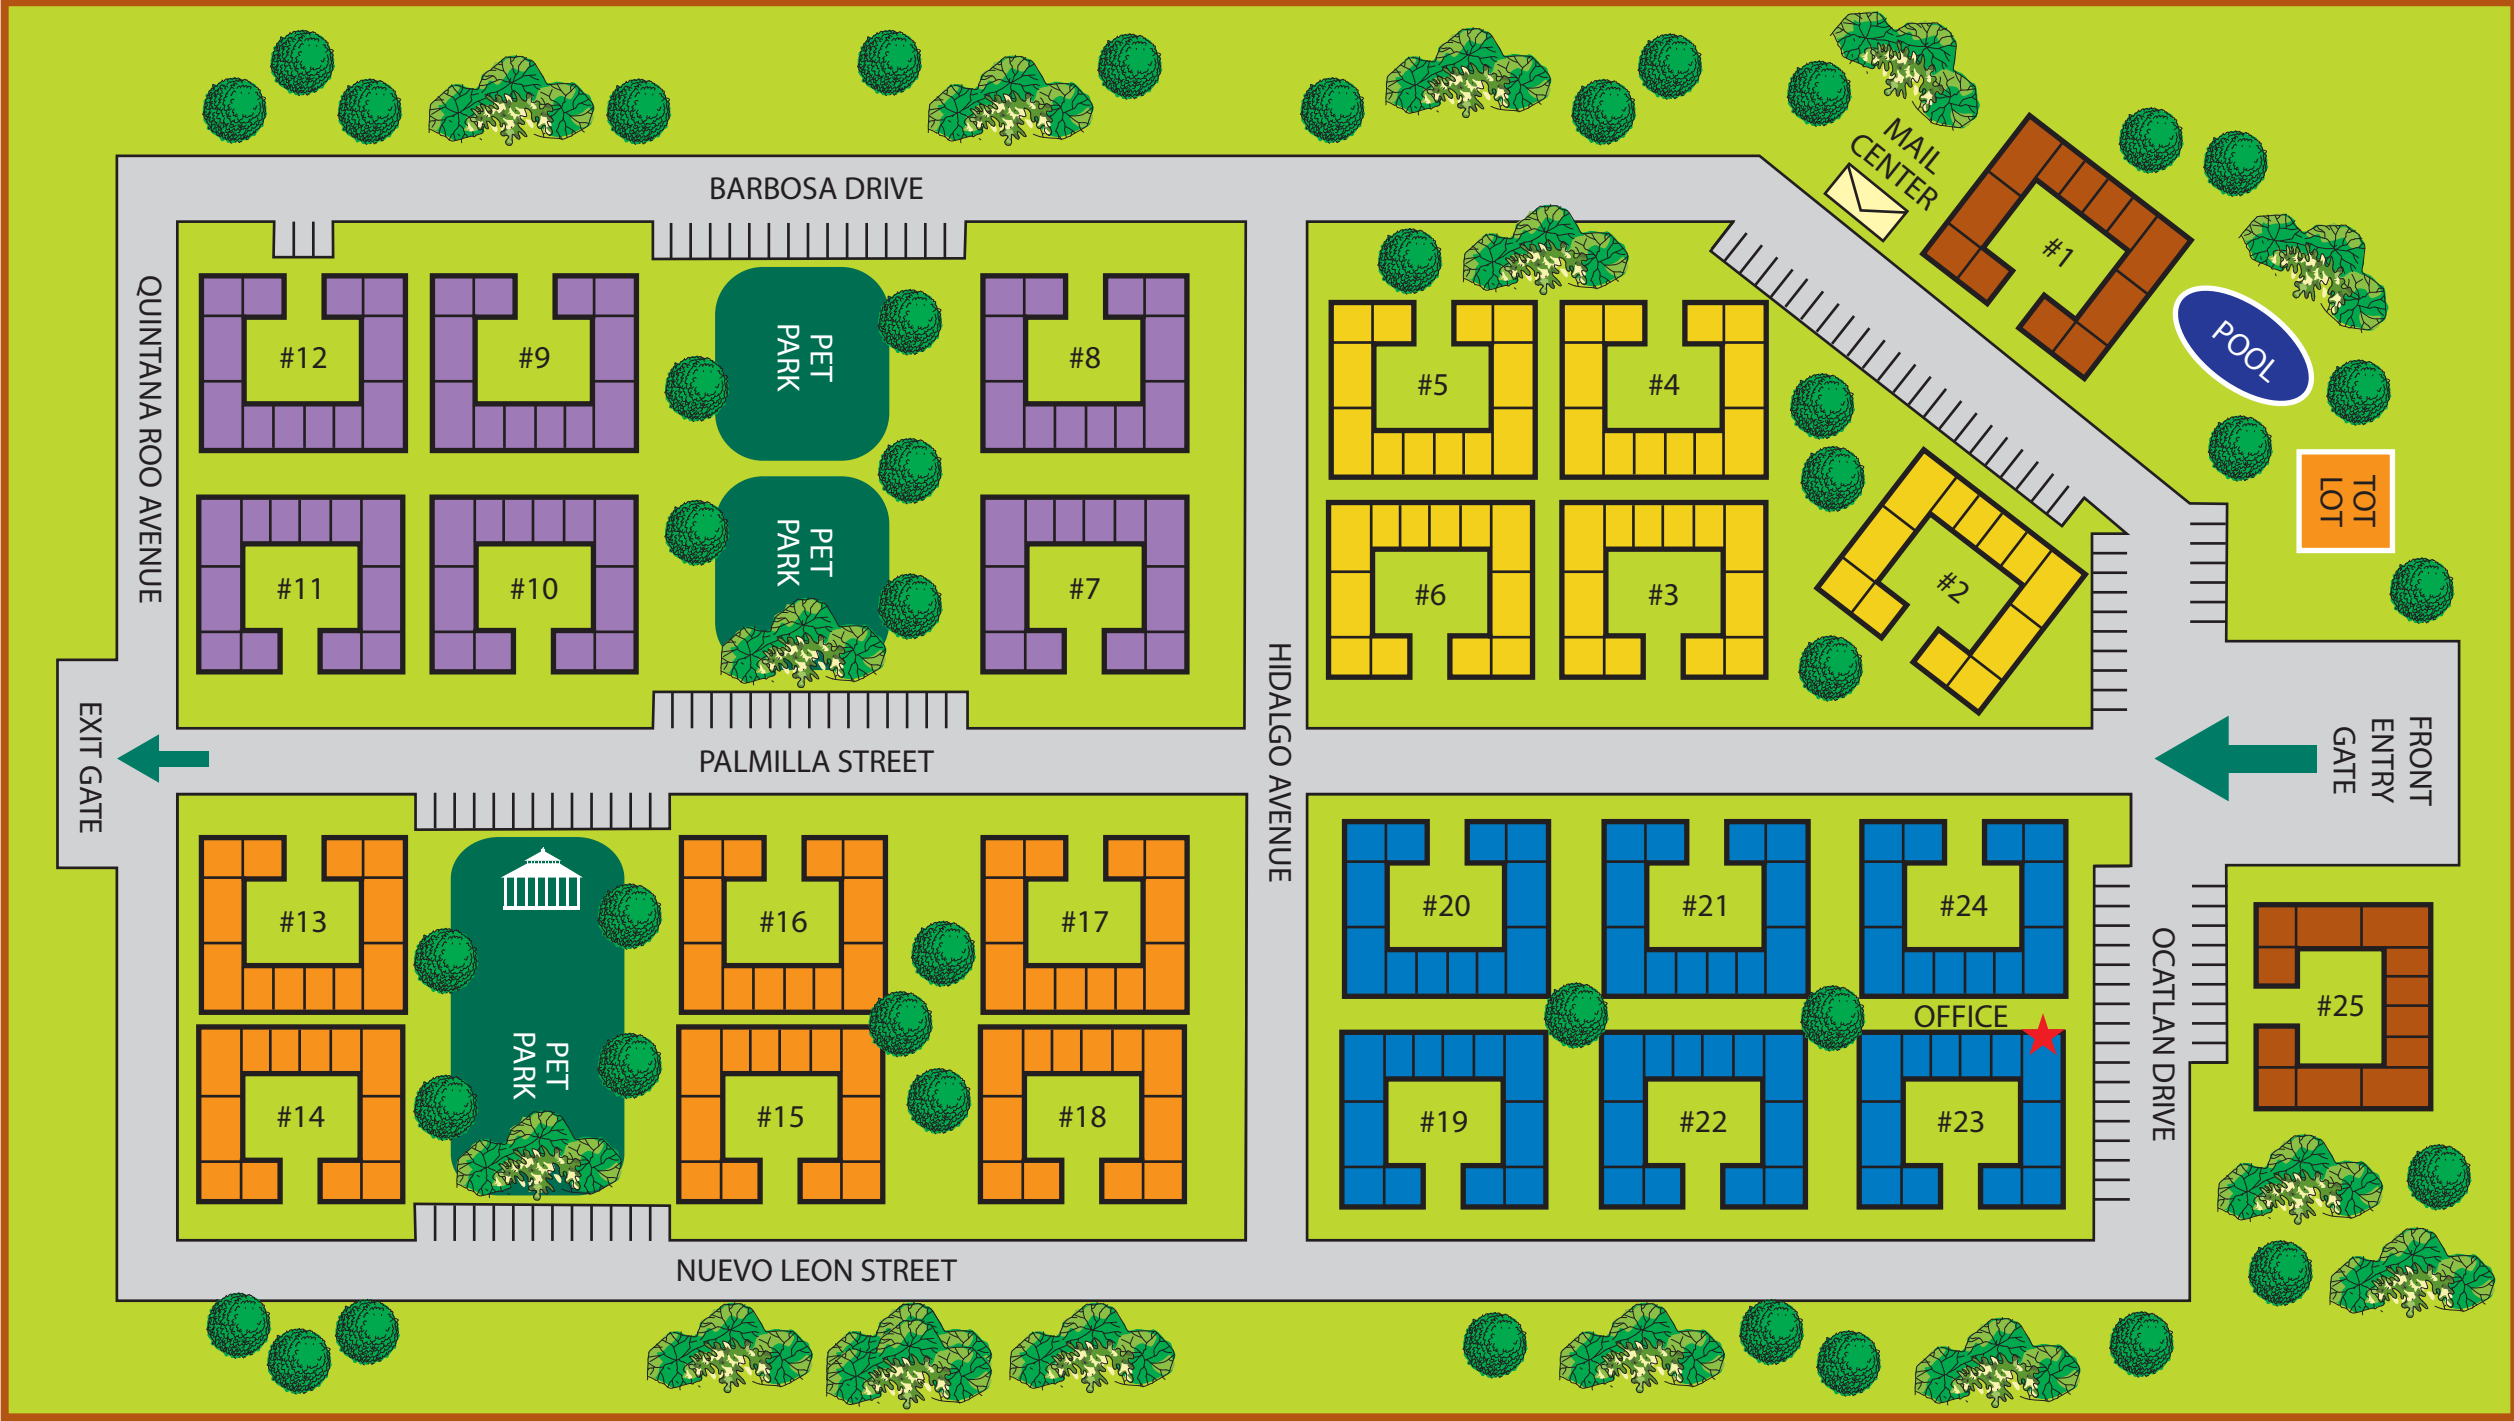 BARBOSA DRIVE
MAIL
CENTER
#1
POOL
TOT
LOT
QUINTANA ROO AVENUE
#12
#9
PET
PARK
#8
#5
#4
#11
#10
PET
PARK
#7
#6
#3
#2
HIDALGO AVENUE
EXIT GATE
PALMILLA STREET
FRONT
ENTRY
GATE
#13
#16
#17
#20
#21
#24
OCATLAN DRIVE
#25
OFFICE
PET
PARK
#14
#15
#18
#19
#22
#23
NUEVO LEON STREET